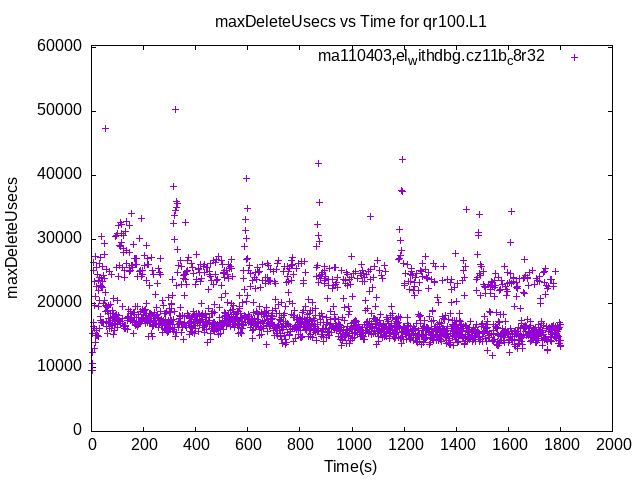 maxDeleteUsecs vs Time for qr100.L1
ma110403_rel_withdbg.cz11b_c8r32
60000
50000
40000
30000
20000
10000
0
maxDeleteUsecs
0 200 400 600 800 1000 1200 1400 1600 1800 2000
Time(s)